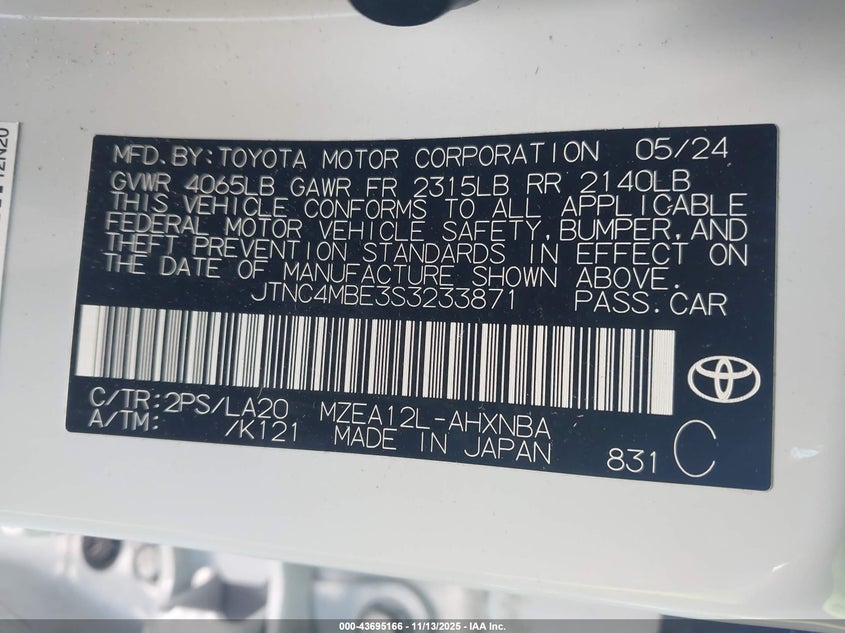 MFD. BY: TOYOTA MOTOR CORPORATION 05/24
GVWR 4065LB GAWR FR 2315LB RR 2140LB
THIS VEHICLE CONFORMS TO ALL APPLICABLE
FEDERAL MOTOR VEHICLE SAFETY, BUMPER, AND
THEFT PREVENTION STANDARDS IN EFFECT ON
THE DATE OF MANUFACTURE SHOWN ABOVE.
JTNC4MBE3S3233871 PASS. CAR
C/TR: 2PS/LA20 MZEA12L-AHXNBA
A/TM: /K121 MADE IN JAPAN 831 C
000-43695166 - 11/13/2025 - IAA Inc.